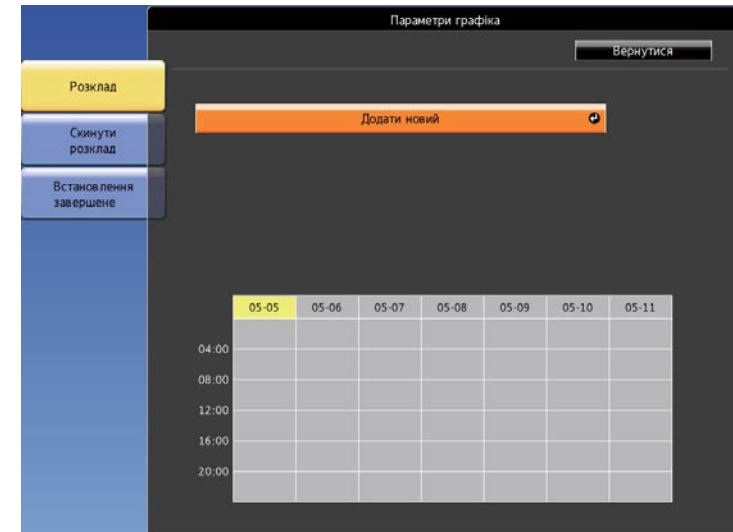 Параметри графіка
Вернутися
Розклад
Додати новий
Скинути
розклад
Встановлення
завершене
05-05 05-06 05-07 05-08 05-09 05-10 05-11
04:00
08:00
12:00
16:00
20:00